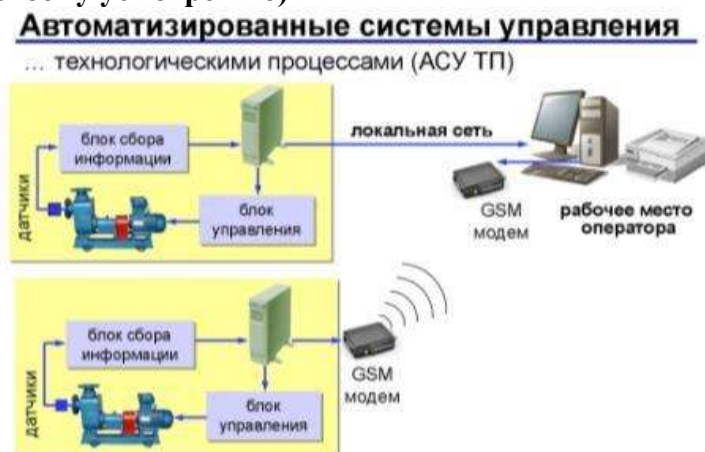 Автоматизированные системы управления
... технологическими процессами (АСУ ТП)
блок сбора
информации
локальная сеть
датчики
блок
управления
GSM
модем
рабочее место
оператора
блок сбора
информации
датчики
блок
управления
GSM
модем